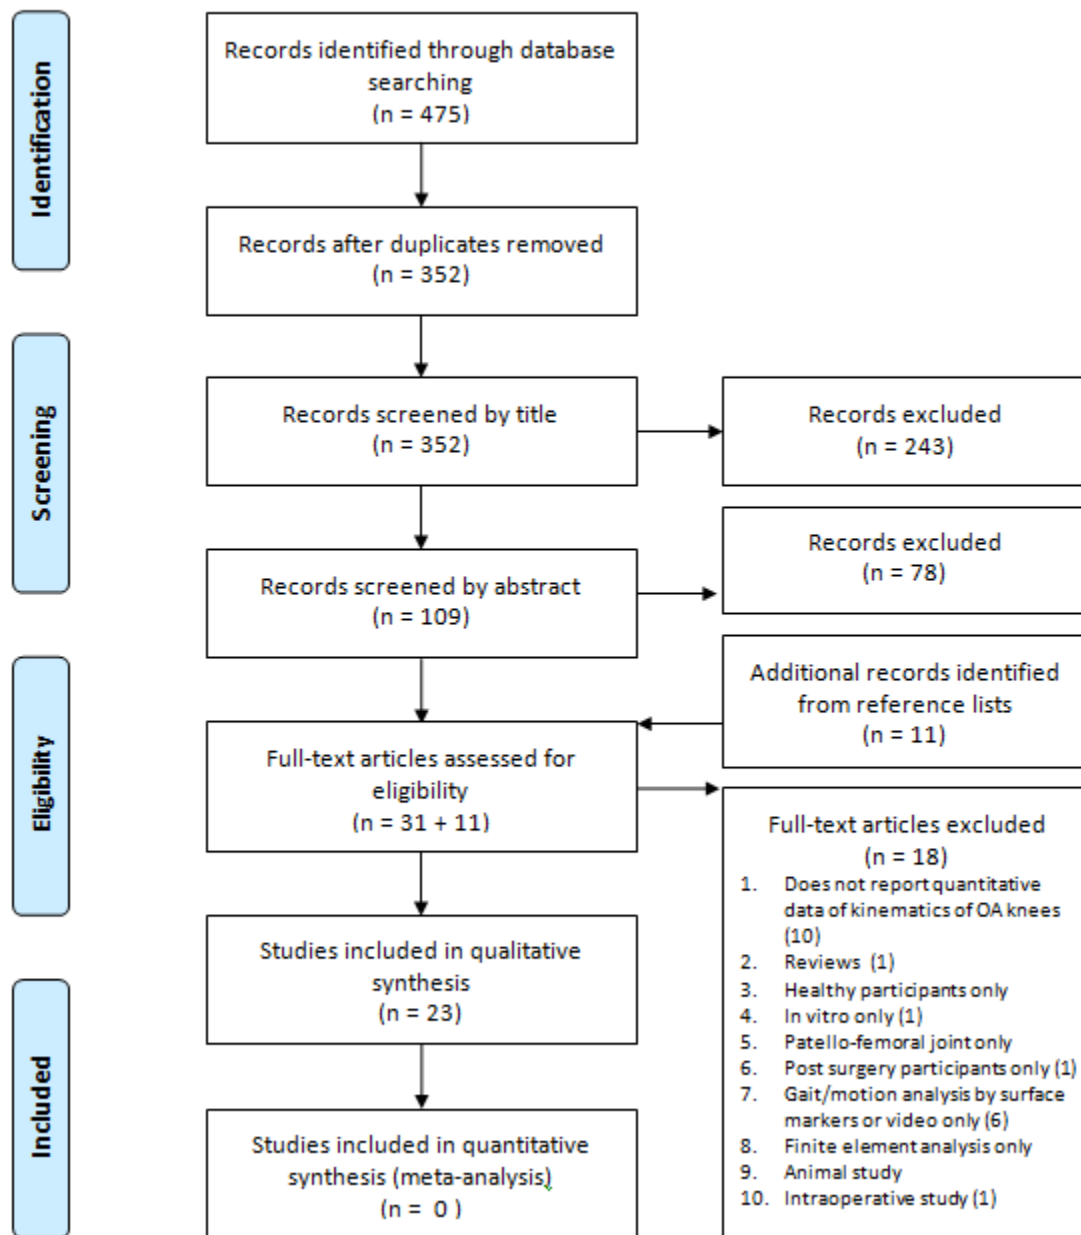 Identification
Records identified through database
searching
(n = 475)
Records after duplicates removed
(n = 352)
Screening
Records screened by title
(n = 352)
Records excluded
(n = 243)
Records screened by abstract
(n = 109)
Records excluded
(n = 78)
Eligibility
Additional records identified
from reference lists
(n = 11)
Full-text articles assessed for
eligibility
(n = 31 + 11)
Full-text articles excluded
(n = 18)
1. Does not report quantitative
data of kinematics of OA knees
(10)
2. Reviews (1)
3. Healthy participants only
4. In vitro only (1)
5. Patello-femoral joint only
6. Post surgery participants only (1)
7. Gait/motion analysis by surface
markers or video only (6)
8. Finite element analysis only
9. Animal study
10. Intraoperative study (1)
Studies included in qualitative
synthesis
(n = 23)
Included
Studies included in quantitative
synthesis (meta-analysis)
(n = 0 )